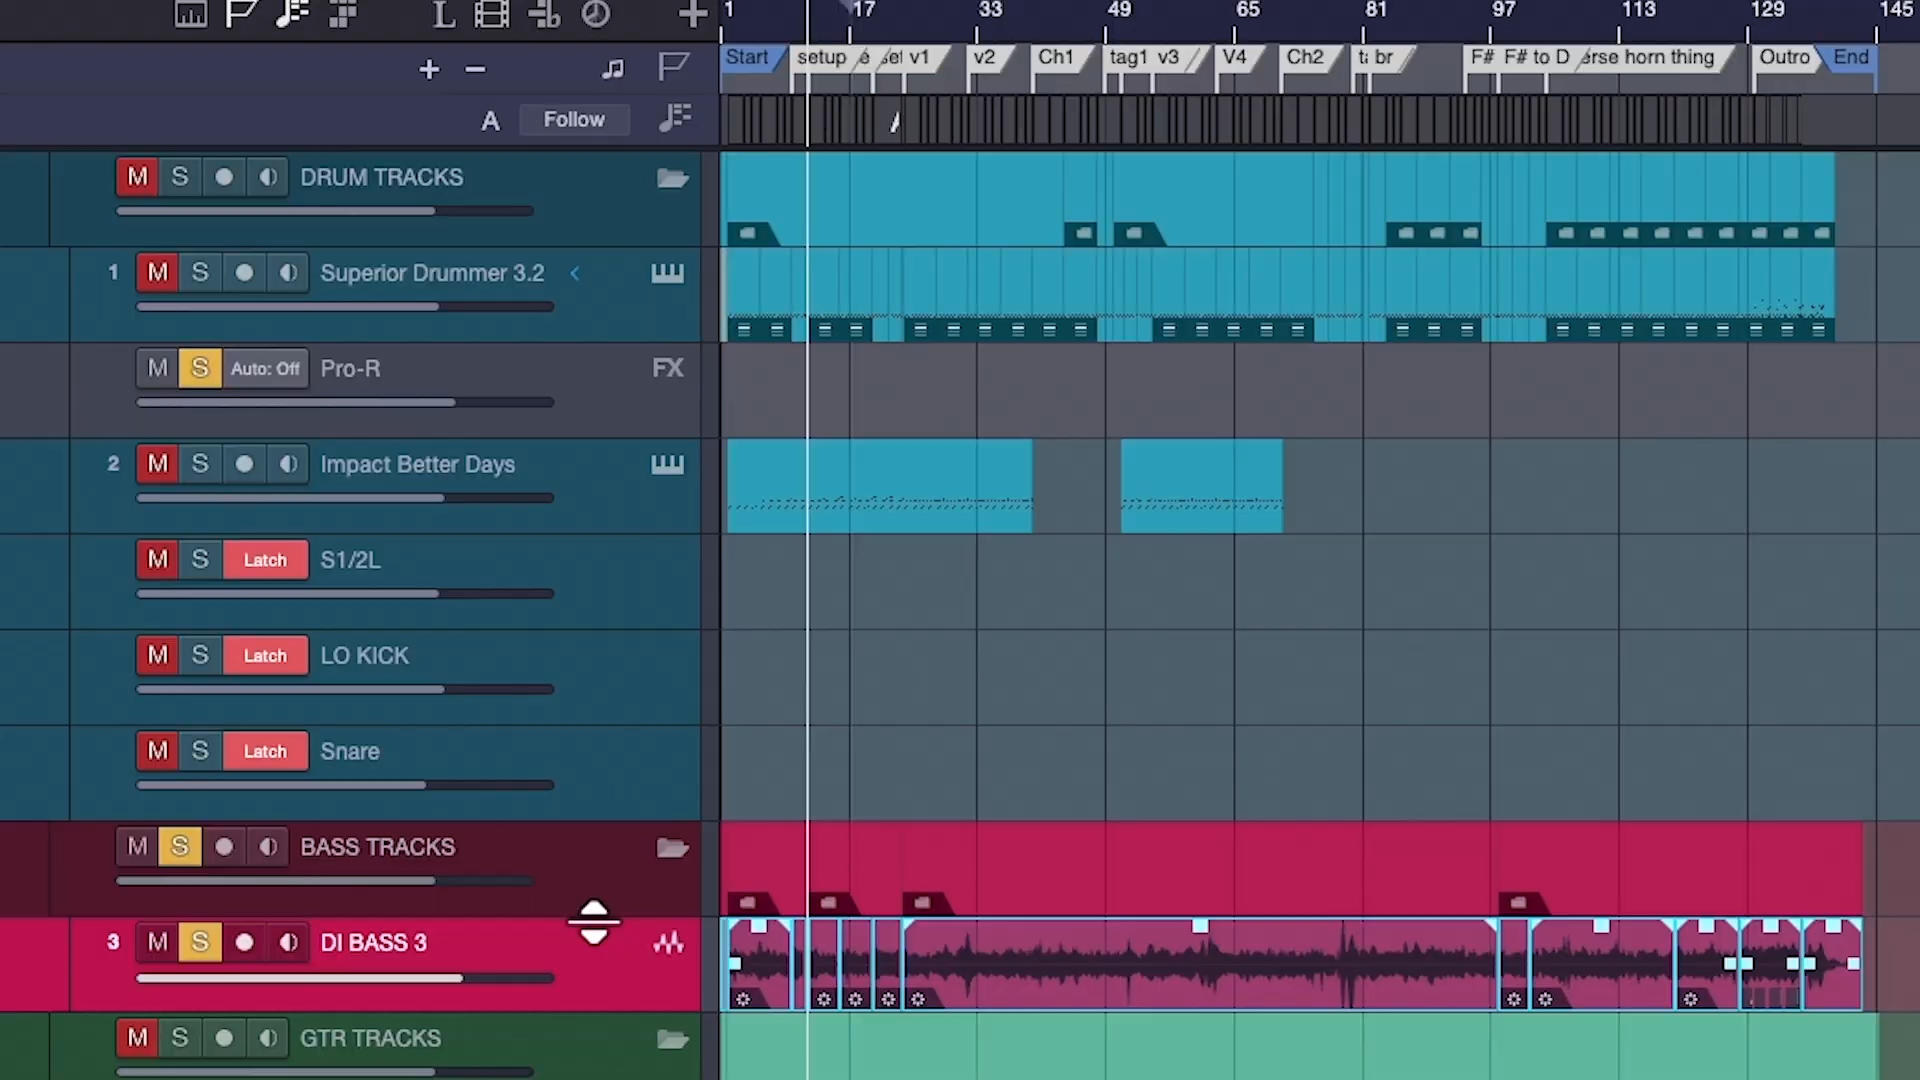 L
1 17 33 49 65 81 97 113 129 145
Start setup v1 v2 Ch1 tag1 v3 V4 Ch2 br F# F# to D erse horn thing Outro End
A Follow
M S DRUM TRACKS
1 M S Superior Drummer 3.2
M S Auto: Off Pro-R FX
2 M S Impact Better Days
M S Latch S1/2L
M S Latch LO KICK
M S Latch Snare
M S BASS TRACKS
3 M S DI BASS 3
M S GTR TRACKS